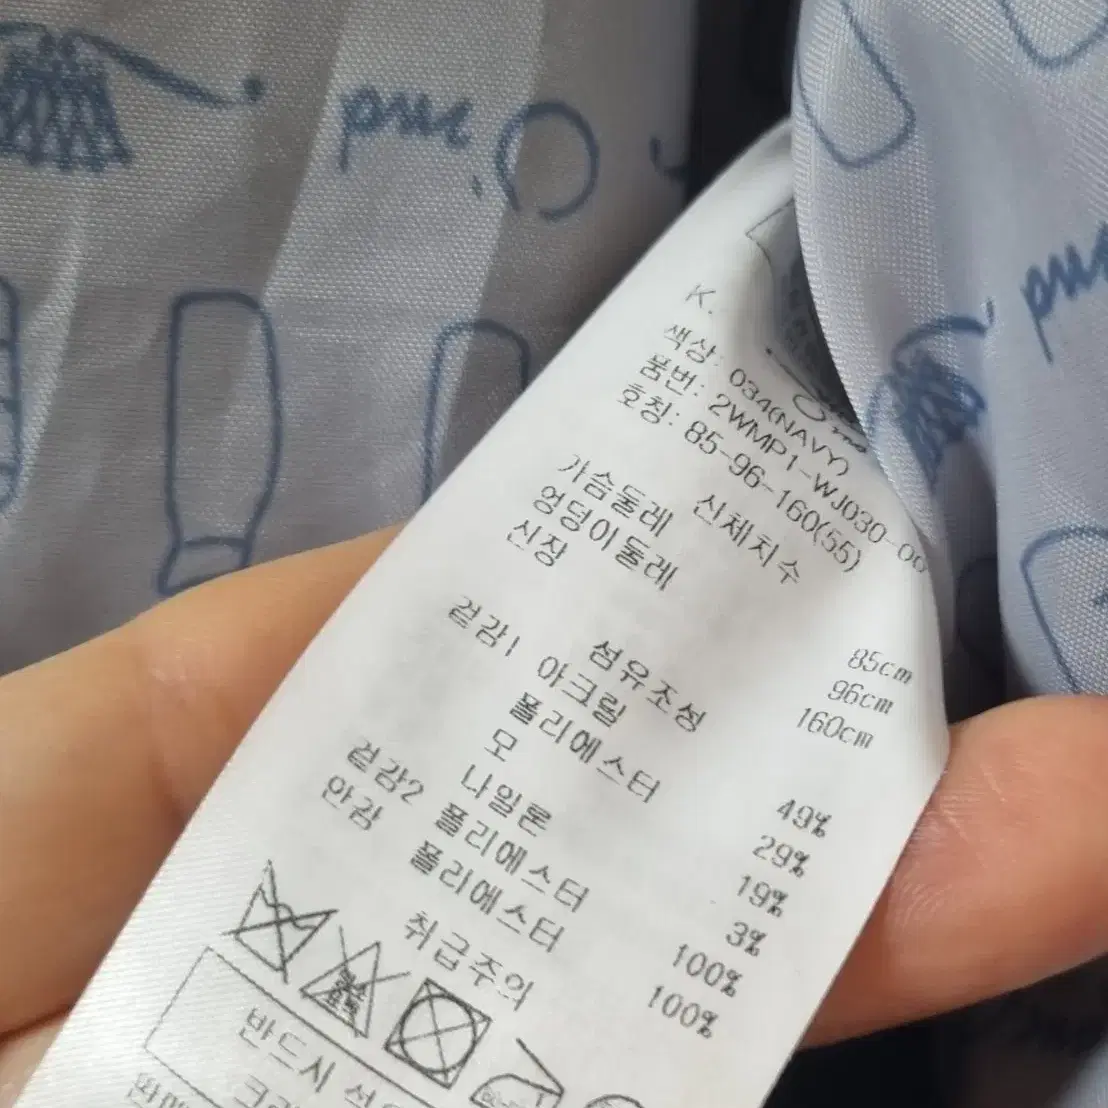 K.
색상: 034(NAVY)
품번: 2WMP1-WJ030-00
호칭: 85-96-160(55)
신체치수
가슴둘레 85cm
엉덩이둘레 96cm
신장 160cm
섬유조성
겉감1 아크릴 49%
폴리에스터 29%
모 19%
나일론 3%
겉감2 폴리에스터 100%
안감 폴리에스터 100%
취급주의
반드시